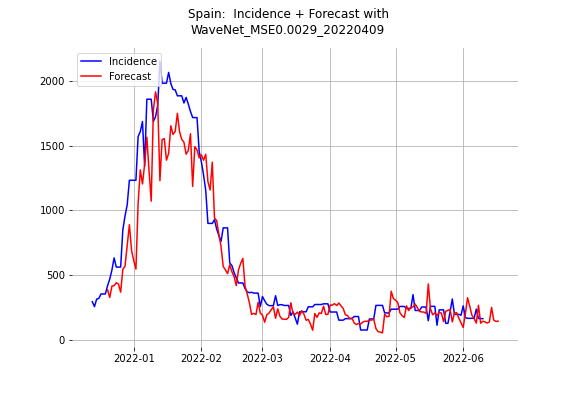 Spain:  Incidence + Forecast with
WaveNet_MSE0.0029_20220409
Incidence
Forecast
2000
1500
1000
500
0
2022-01 2022-02 2022-03 2022-04 2022-05 2022-06